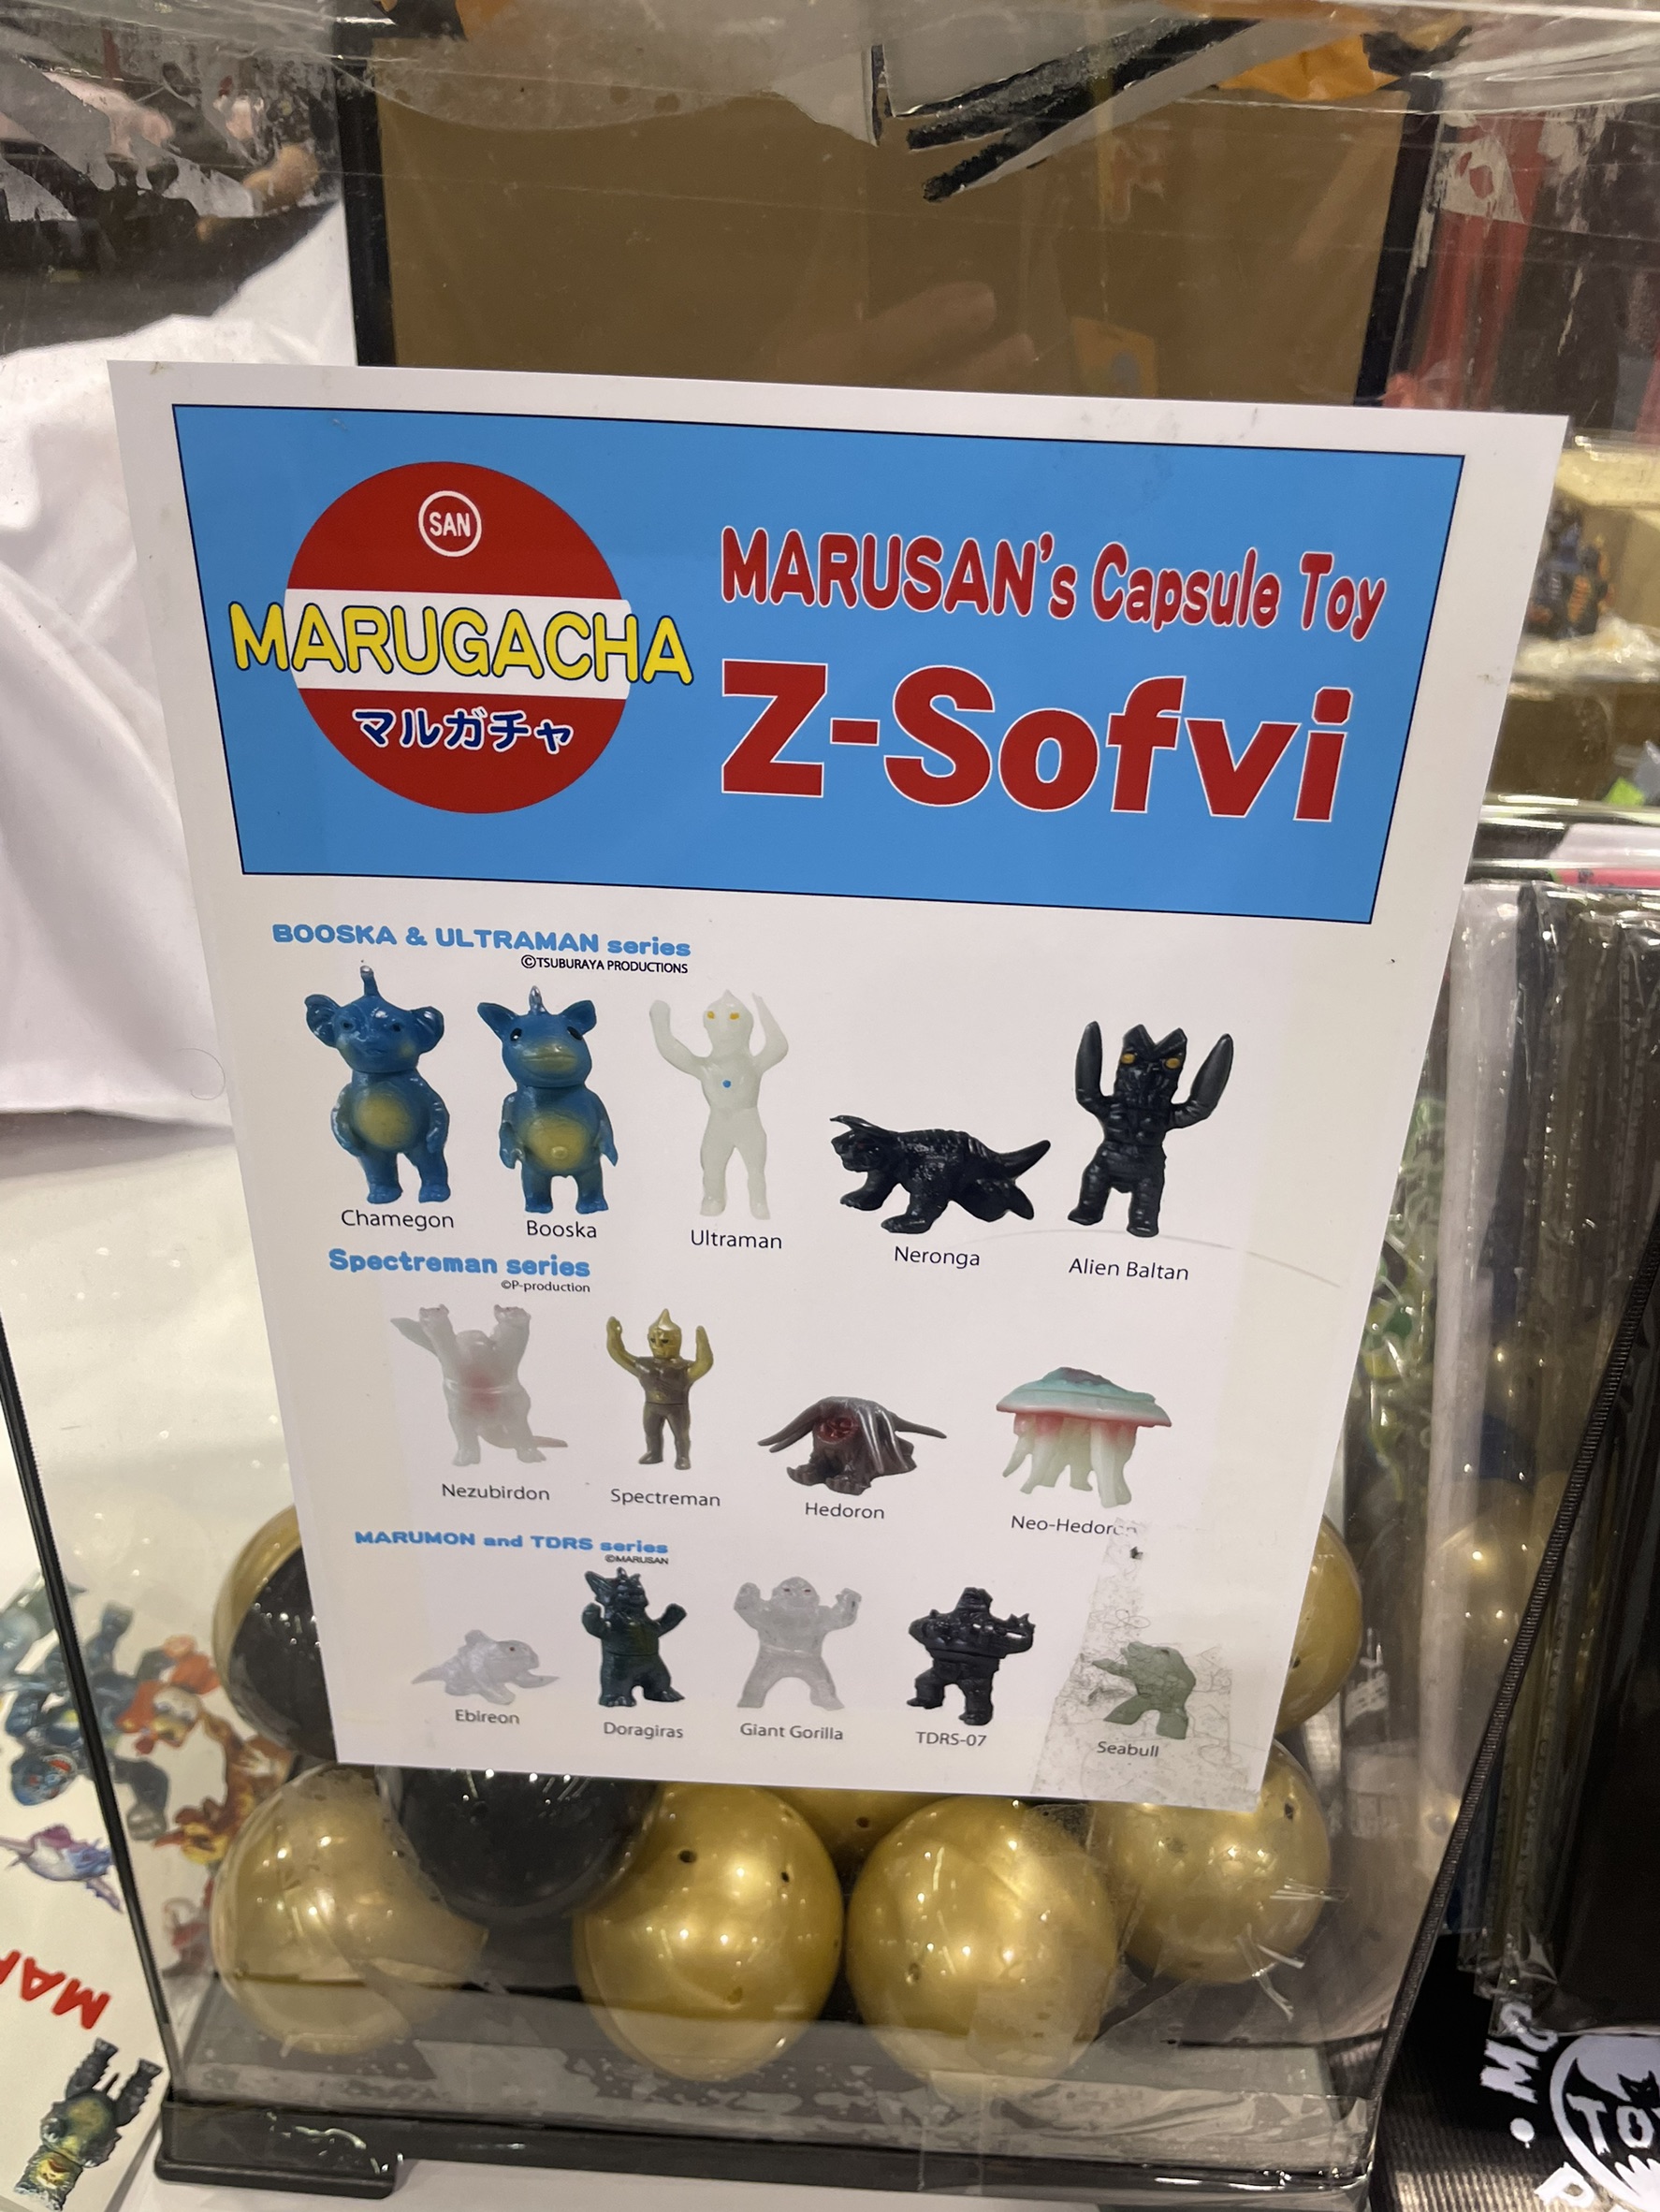 SAN
MARUGACHA
マルガチャ
MARUSAN's Capsule Toy
Z-Sofvi
BOOSKA & ULTRAMAN series
©TSUBURAYA PRODUCTIONS
Chamegon
Booska
Ultraman
Neronga
Alien Baltan
Spectreman series
©P-production
Nezubirdon
Spectreman
Hedoron
Neo-Hedoron
MARUMON and TDRS series
©MARUSAN
Ebireon
Doragiras
Giant Gorilla
TDRS-07
Seabull